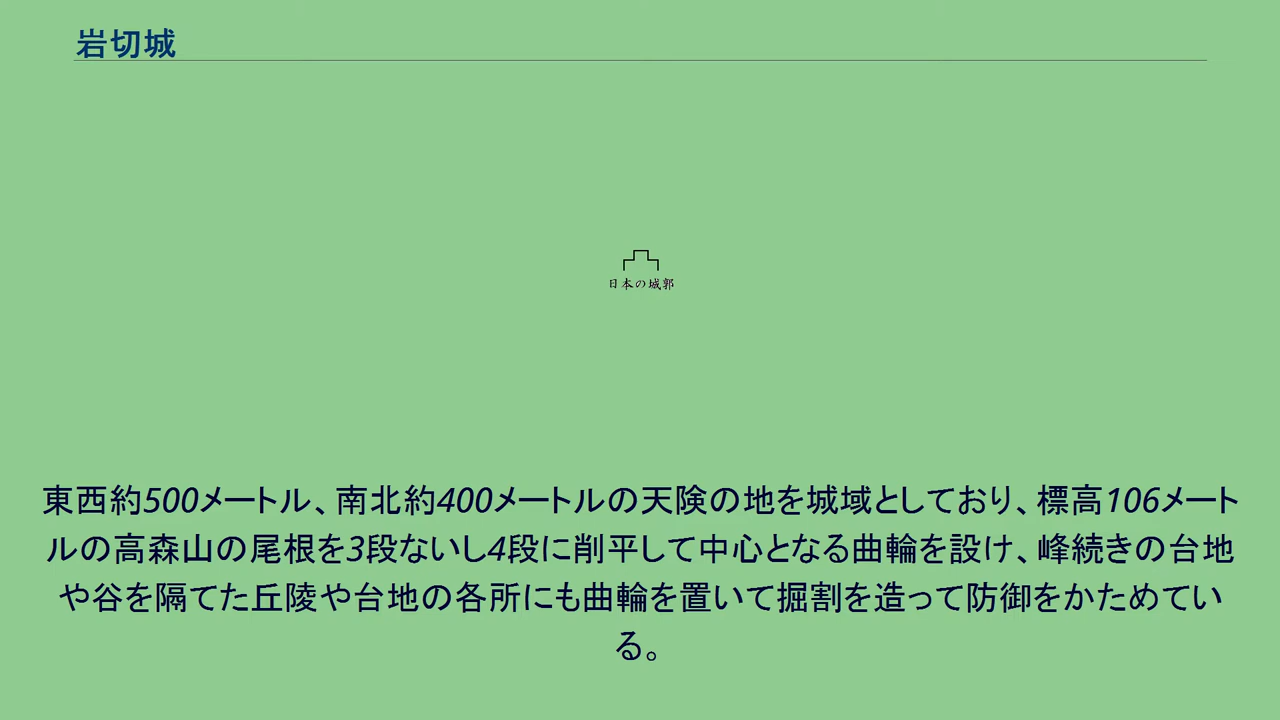 岩切城
日本の城郭
東西約500メートル、南北約400メートルの天険の地を城域としており、標高106メート
ルの高森山の尾根を3段ないし4段に削平して中心となる曲輪を設け、峰続きの台地
や谷を隔てた丘陵や台地の各所にも曲輪を置いて掘割を造って防御をかためてい
る。